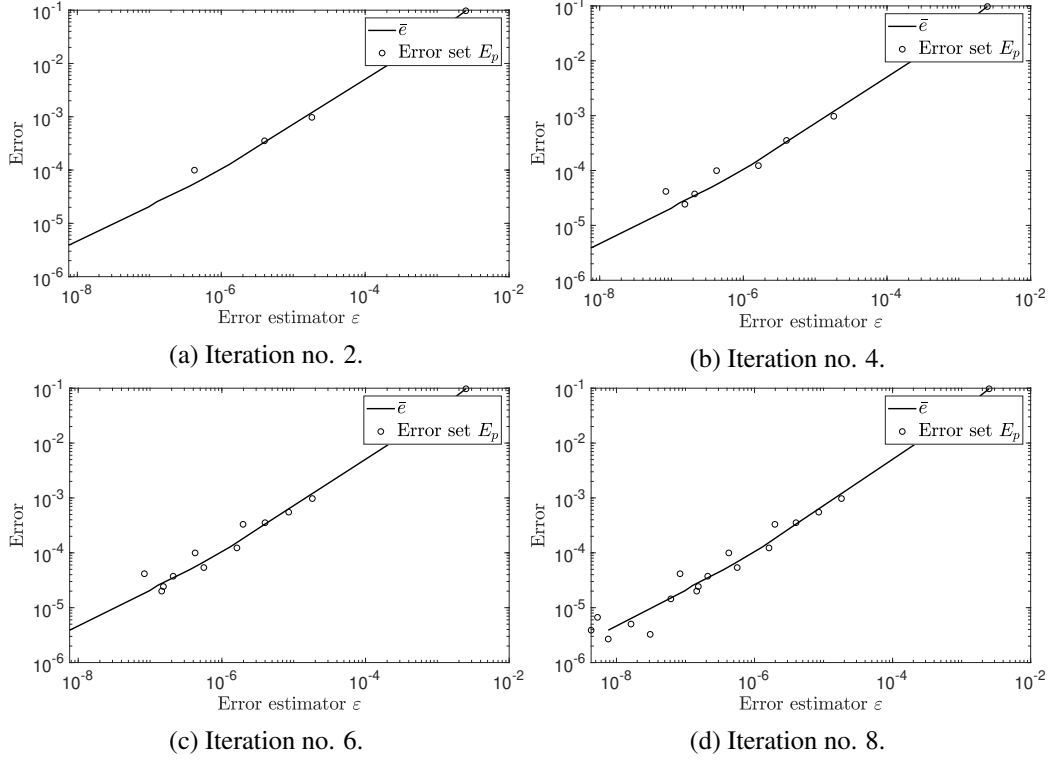 10^-1
10^-2
10^-3
10^-4
10^-5
10^-6
Error
10^-8
10^-6
10^-4
10^-2
Error estimator ε
ē
Error set E_p
(a) Iteration no. 2.
10^-1
10^-2
10^-3
10^-4
10^-5
10^-6
Error
10^-8
10^-6
10^-4
10^-2
Error estimator ε
ē
Error set E_p
(b) Iteration no. 4.
10^-1
10^-2
10^-3
10^-4
10^-5
10^-6
Error
10^-8
10^-6
10^-4
10^-2
Error estimator ε
ē
Error set E_p
(c) Iteration no. 6.
10^-1
10^-2
10^-3
10^-4
10^-5
10^-6
Error
10^-8
10^-6
10^-4
10^-2
Error estimator ε
ē
Error set E_p
(d) Iteration no. 8.